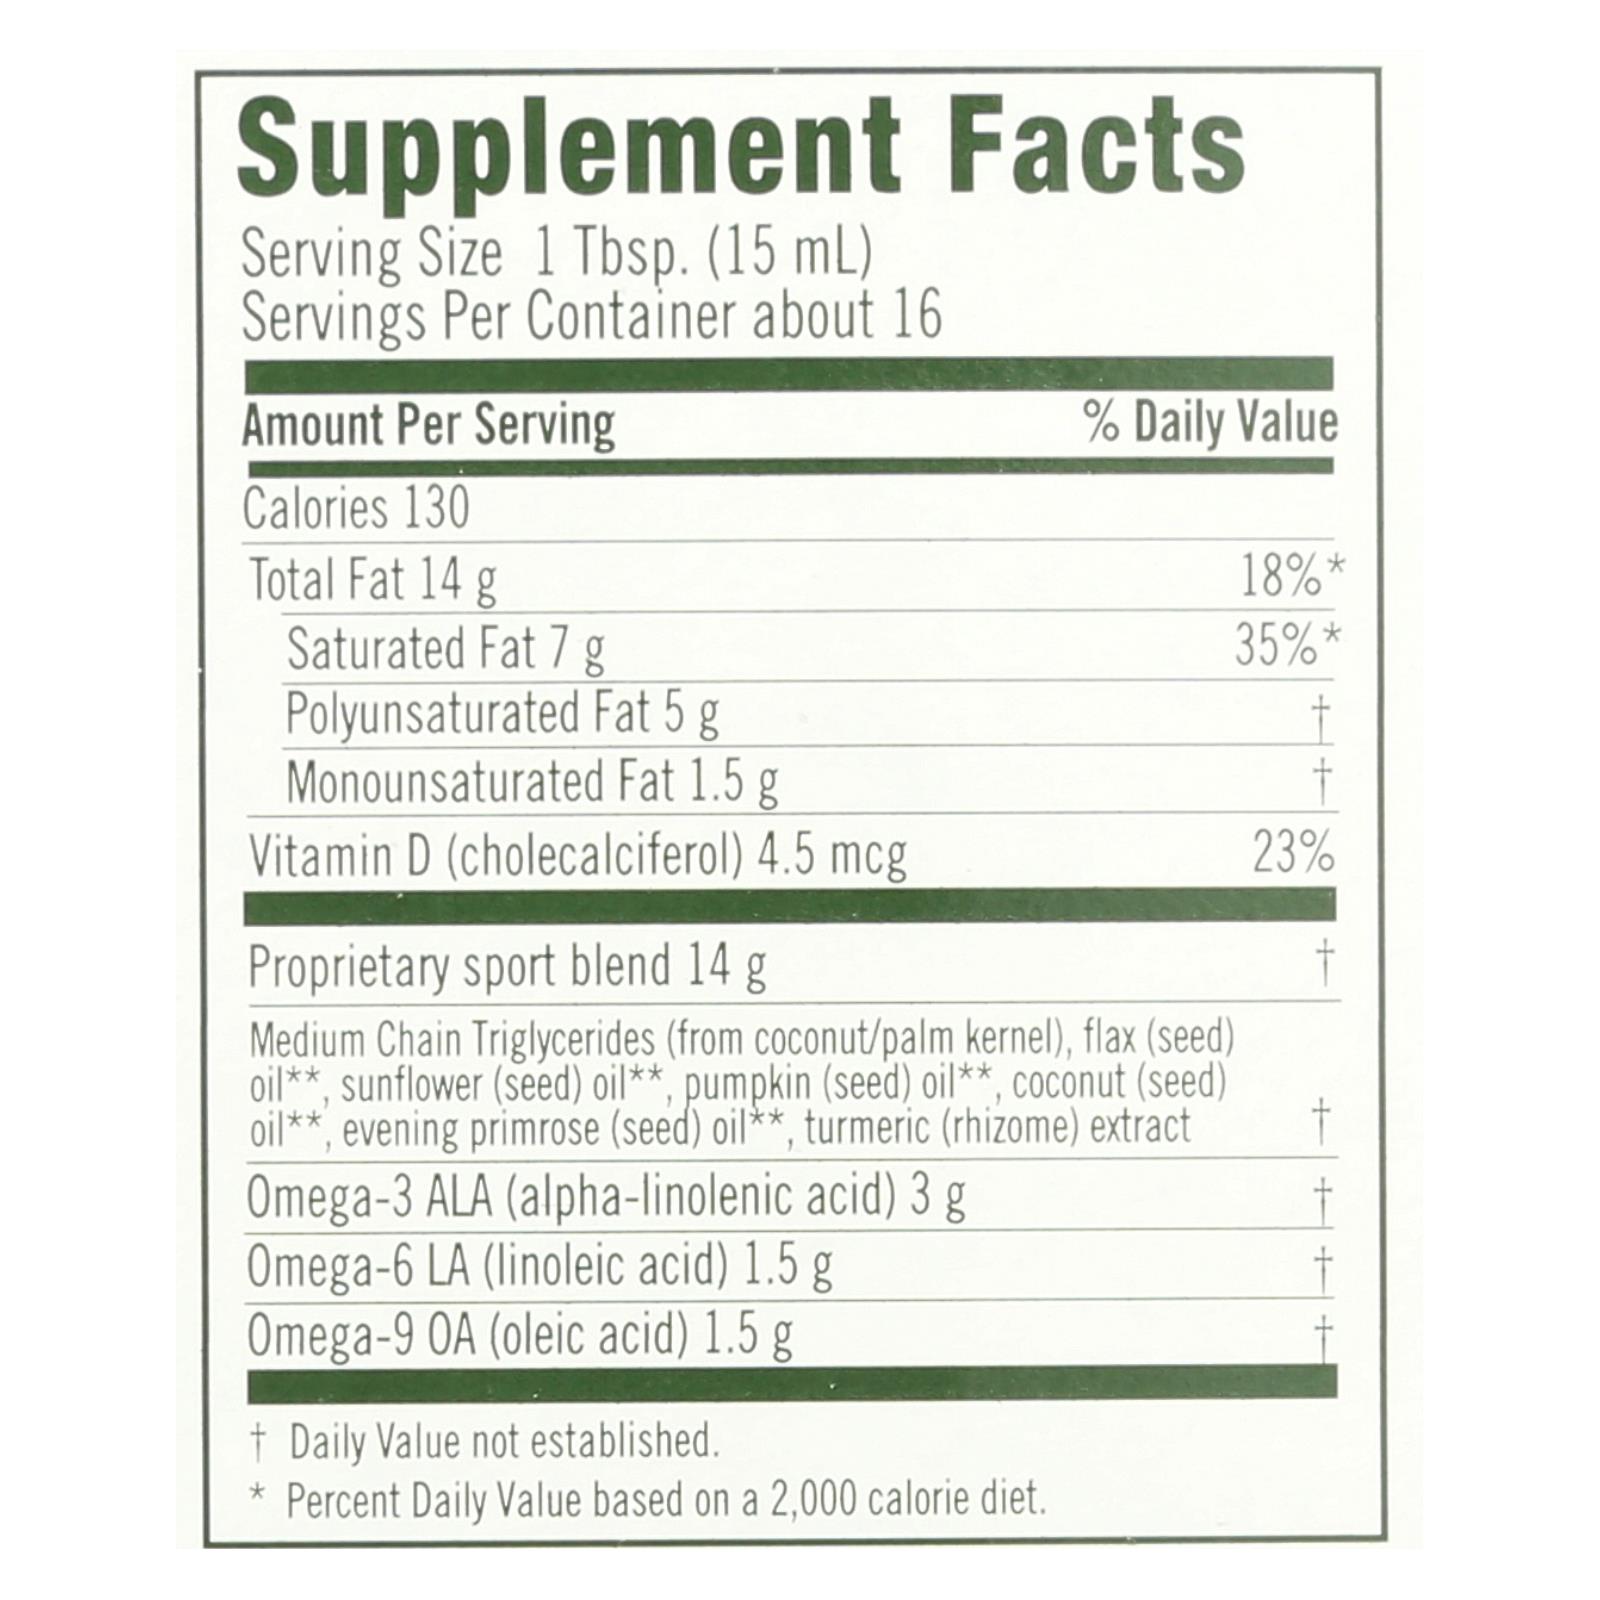 Supplement Facts
Serving Size 1 Tbsp. (15 mL)
Servings Per Container about 16
Amount Per Serving % Daily Value
Calories 130
Total Fat 14 g 18%*
Saturated Fat 7 g 35%*
Polyunsaturated Fat 5 g †
Monounsaturated Fat 1.5 g †
Vitamin D (cholecalciferol) 4.5 mcg 23%
Proprietary sport blend 14 g †
Medium Chain Triglycerides (from coconut/palm kernel), flax (seed)
oil**, sunflower (seed) oil**, pumpkin (seed) oil**, coconut (seed)
oil**, evening primrose (seed) oil**, turmeric (rhizome) extract †
Omega-3 ALA (alpha-linolenic acid) 3 g †
Omega-6 LA (linoleic acid) 1.5 g †
Omega-9 OA (oleic acid) 1.5 g †
† Daily Value not established.
* Percent Daily Value based on a 2,000 calorie diet.